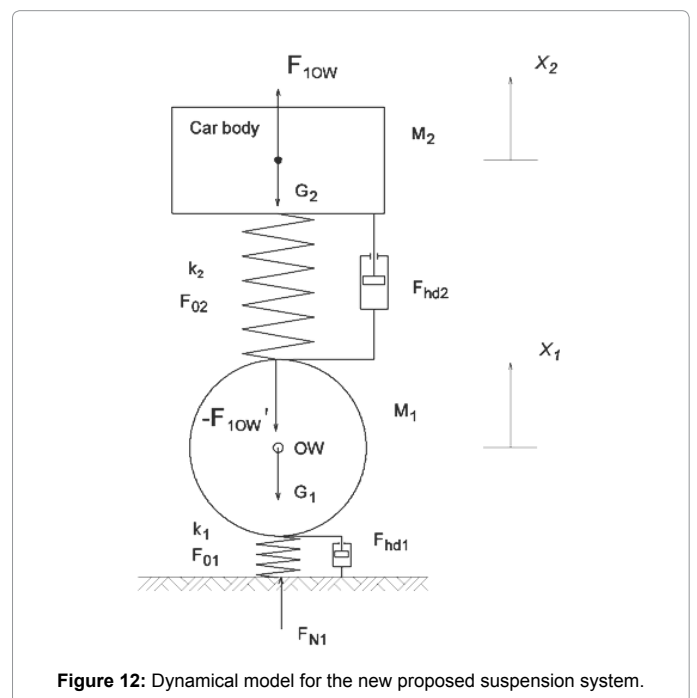 F1OW
X2
Car body
M2
G2
k2
F02
Fhd2
X1
-F1OW'
M1
OW
G1
k1
F01
Fhd1
FN1
Figure 12: Dynamical model for the new proposed suspension system.